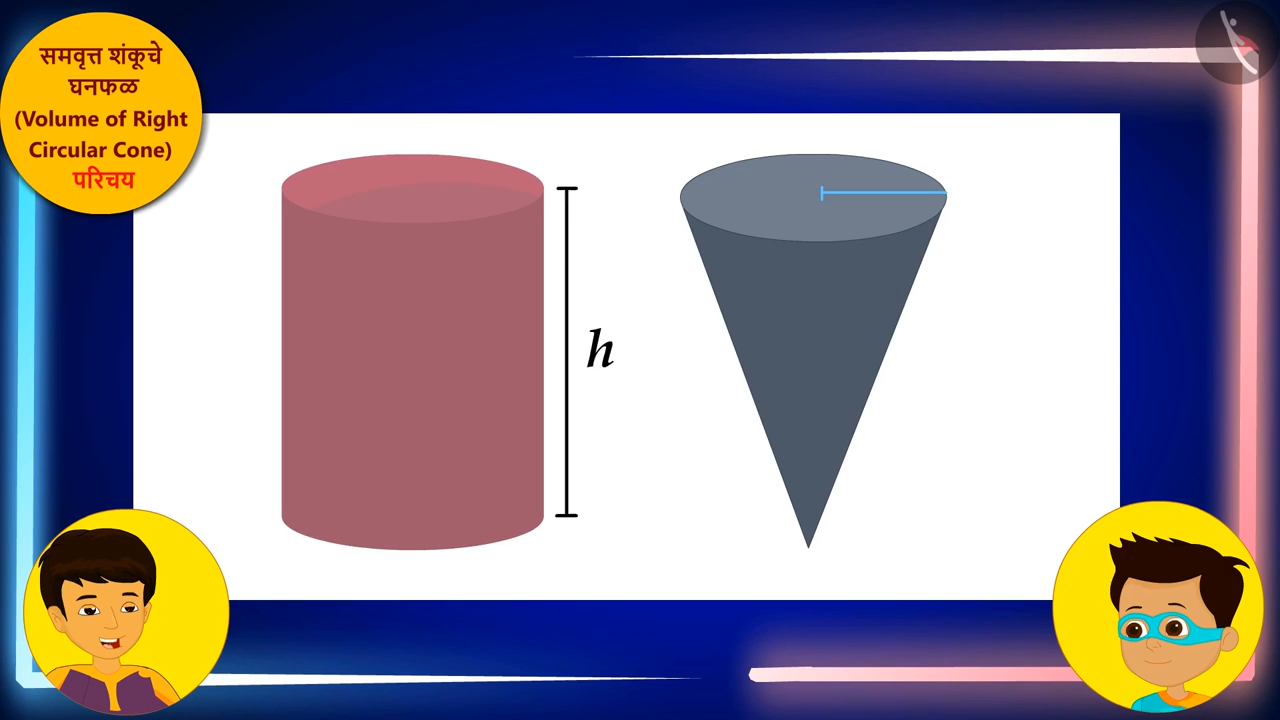 समवृत्त शंकूचे
घनफळ
(Volume of Right
Circular Cone)
परिचय
h